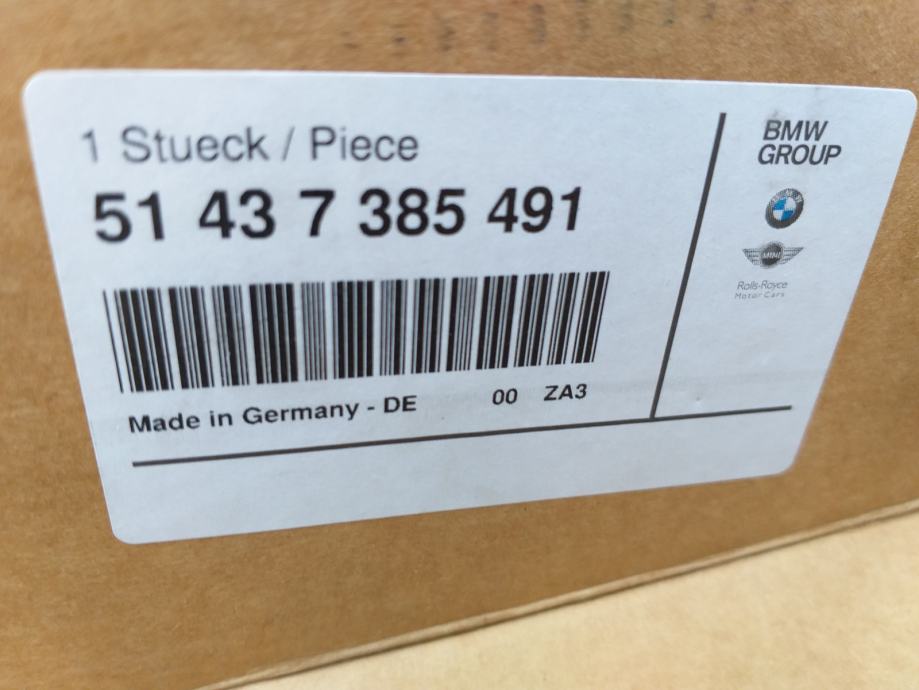 1 Stueck / Piece
51 43 7 385 491
Made in Germany - DE 00 ZA3
BMW
GROUP
MINI
Rolls-Royce
Motor Cars